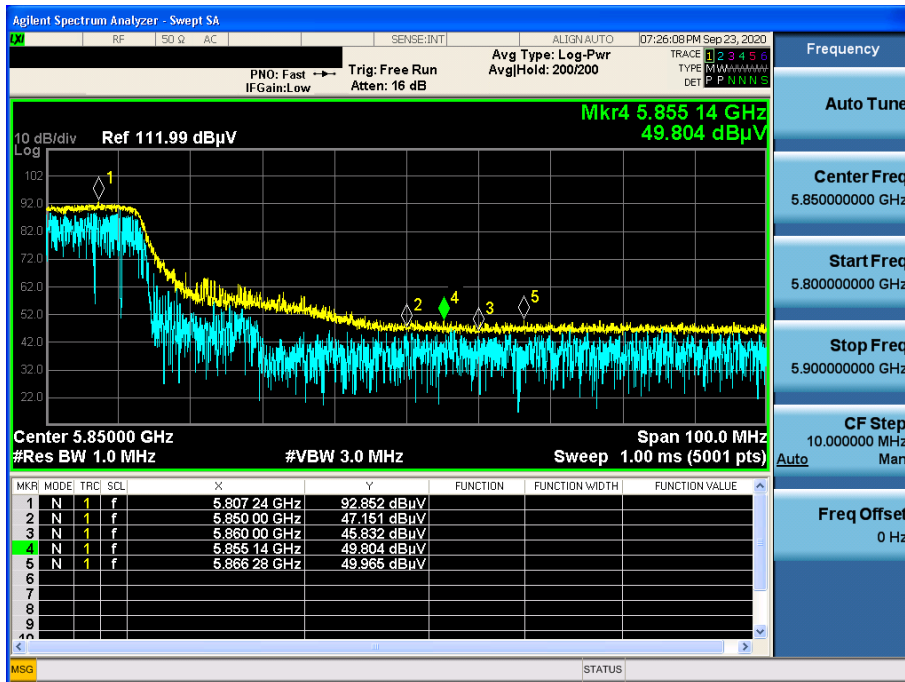 Agilent Spectrum Analyzer - Swept SA
LXI RF 50 Ω AC SENSE:INT ALIGN AUTO 07:26:08 PM Sep 23, 2020
PNO: Fast
IFGain:Low
Trig: Free Run
Atten: 16 dB
Avg Type: Log-Pwr
Avg|Hold: 200/200
TRACE 1 2 3 4 5 6
TYPE M W
DET P P N N N S
Mkr4 5.855 14 GHz
49.804 dBµV
10 dB/div Ref 111.99 dBµV
Log
102
92.0
82.0
72.0
62.0
52.0
42.0
32.0
22.0
1
2
4
3
5
Center 5.85000 GHz Span 100.0 MHz
#Res BW 1.0 MHz #VBW 3.0 MHz Sweep 1.00 ms (5001 pts)
MKR MODE TRC SCL X Y FUNCTION FUNCTION WIDTH FUNCTION VALUE
1 N 1 f 5.807 24 GHz 92.852 dBµV
2 N 1 f 5.850 00 GHz 47.151 dBµV
3 N 1 f 5.860 00 GHz 45.832 dBµV
4 N 1 f 5.855 14 GHz 49.804 dBµV
5 N 1 f 5.866 28 GHz 49.965 dBµV
6
7
8
9
10
MSG STATUS
Frequency
Auto Tune
Center Freq
5.850000000 GHz
Start Freq
5.800000000 GHz
Stop Freq
5.900000000 GHz
CF Step
10.000000 MHz
Auto Man
Freq Offset
0 Hz